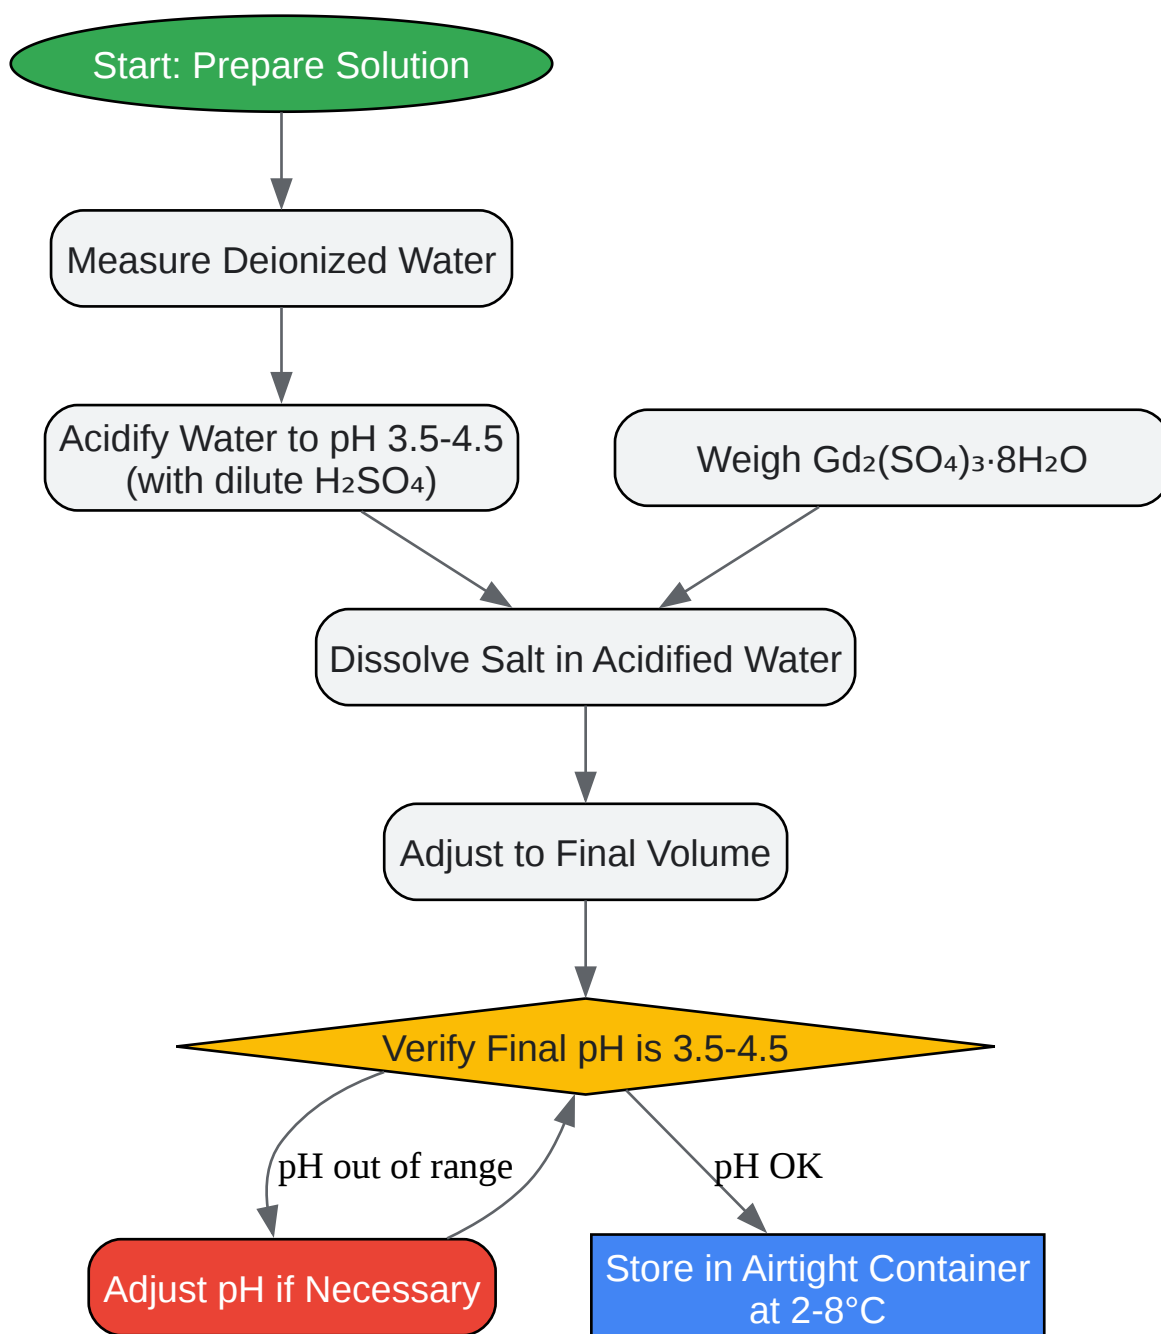 Start: Prepare Solution
Measure Deionized Water
Acidify Water to pH 3.5-4.5
(with dilute H₂SO₄)
Weigh Gd₂(SO₄)₃·8H₂O
Dissolve Salt in Acidified Water
Adjust to Final Volume
Verify Final pH is 3.5-4.5
pH out of range
pH OK
Adjust pH if Necessary
Store in Airtight Container
at 2-8°C